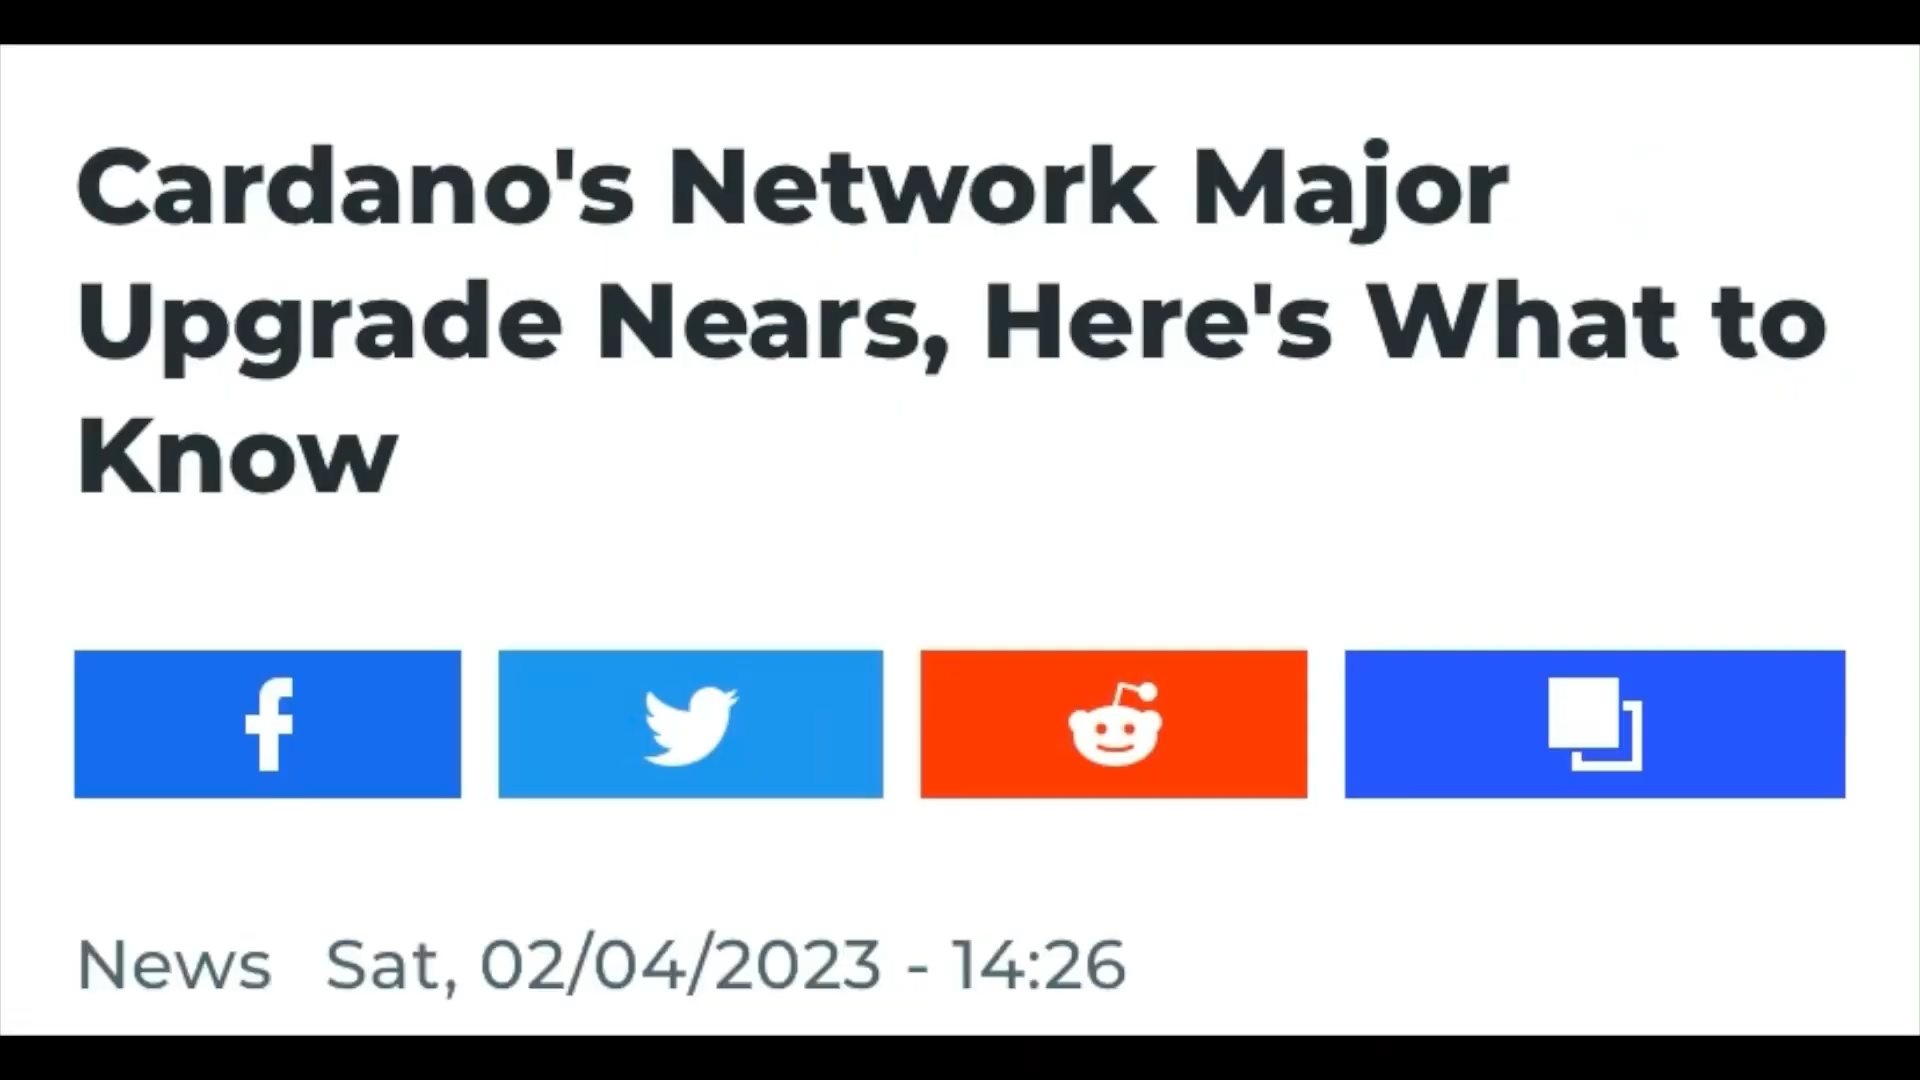 Cardano's Network Major
Upgrade Nears, Here's What to
Know
News Sat, 02/04/2023 - 14:26